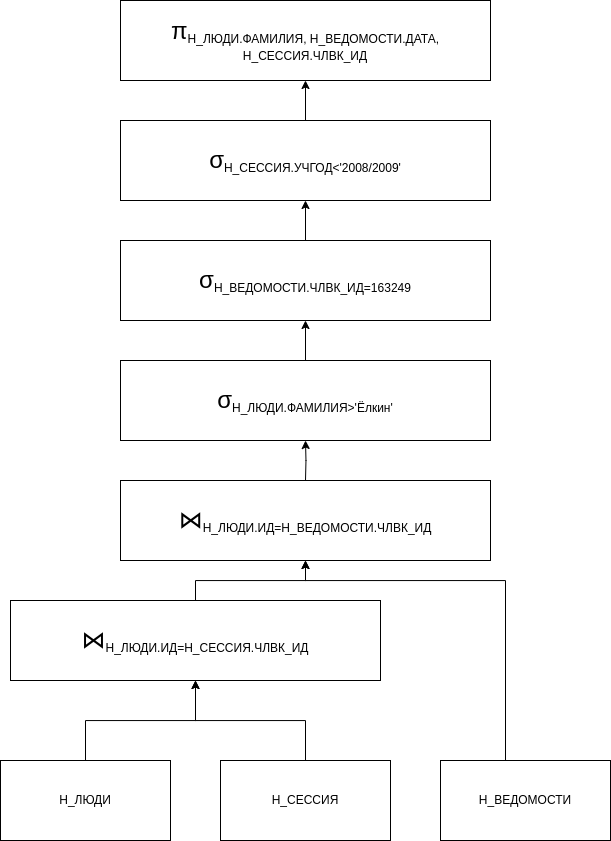 πН_ЛЮДИ.ФАМИЛИЯ, Н_ВЕДОМОСТИ.ДАТА,
Н_СЕССИЯ.ЧЛВК_ИД
σН_СЕССИЯ.УЧГОД<'2008/2009'
σН_ВЕДОМОСТИ.ЧЛВК_ИД=163249
σН_ЛЮДИ.ФАМИЛИЯ>'Ёлкин'
⋈Н_ЛЮДИ.ИД=Н_ВЕДОМОСТИ.ЧЛВК_ИД
⋈Н_ЛЮДИ.ИД=Н_СЕССИЯ.ЧЛВК_ИД
Н_ЛЮДИ
Н_СЕССИЯ
Н_ВЕДОМОСТИ